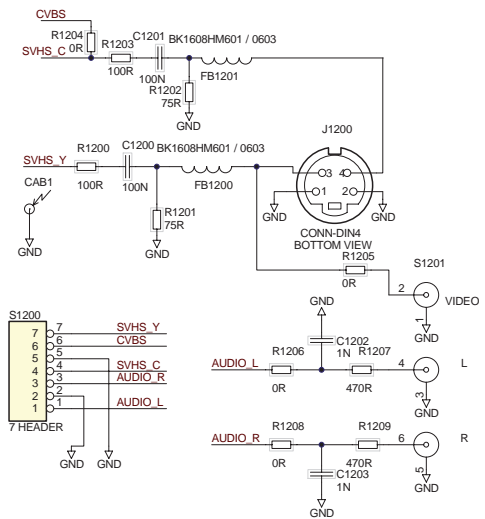 CVBS
R1204
0R
SVHS_C
R1203
100R
C1201
100N
BK1608HM601 / 0603
FB1201
R1202
75R
GND
J1200
3
4
1
2
GND
GND
CONN-DIN4
BOTTOM VIEW
SVHS_Y
R1200
100R
C1200
100N
BK1608HM601 / 0603
FB1200
R1201
75R
GND
CAB1
GND
R1205
0R
S1201
2
VIDEO
1
GND
S1200
7 7 SVHS_Y
6 6 CVBS
5 5
4 4 SVHS_C
3 3 AUDIO_R
2 2
1 1 AUDIO_L
7 HEADER
GND
GND
GND
C1202
1N
AUDIO_L
R1206
0R
R1207
470R
4
L
3
GND
AUDIO_R
R1208
0R
R1209
470R
6
R
5
GND
C1203
1N
GND